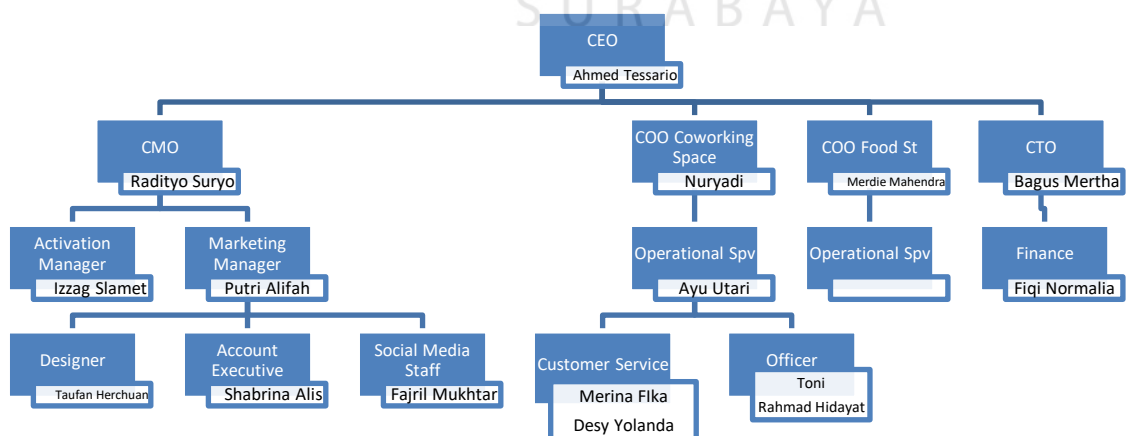 SURABAYA
CEO
Ahmed Tessario
CMO
Radityo Suryo
COO Coworking
Space
Nuryadi
COO Food St
Merdie Mahendra
CTO
Bagus Mertha
Activation
Manager
Izzag Slamet
Marketing
Manager
Putri Alifah
Operational Spv
Ayu Utari
Operational Spv
Finance
Fiqi Normalia
Designer
Taufan Herchuan
Account
Executive
Shabrina Alis
Social Media
Staff
Fajril Mukhtar
Customer Service
Merina FIka
Desy Yolanda
Officer
Toni
Rahmad Hidayat